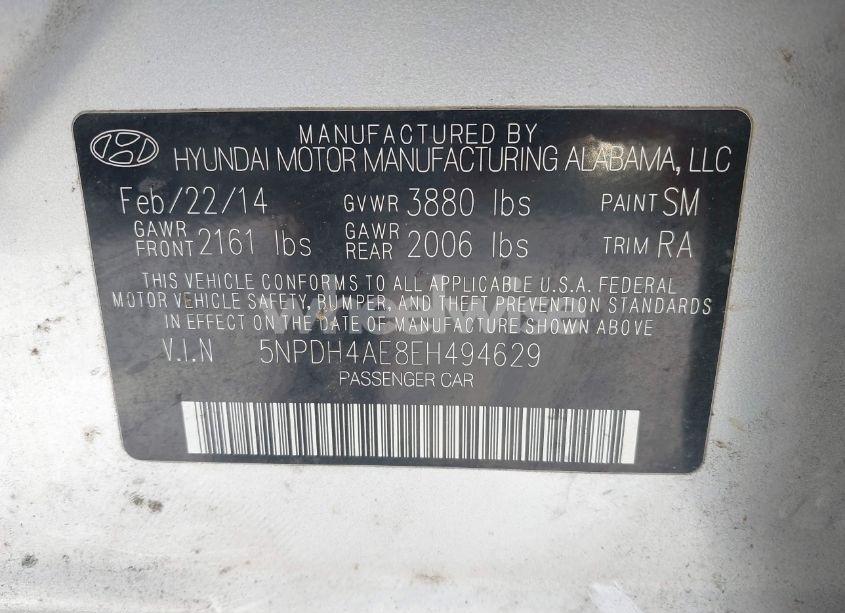 MANUFACTURED BY
HYUNDAI MOTOR MANUFACTURING ALABAMA, LLC
Feb/22/14 GVWR 3880 lbs PAINT SM
GAWR FRONT 2161 lbs GAWR REAR 2006 lbs TRIM RA
THIS VEHICLE CONFORMS TO ALL APPLICABLE U.S.A. FEDERAL
MOTOR VEHICLE SAFETY, BUMPER, AND THEFT PREVENTION STANDARDS
IN EFFECT ON THE DATE OF MANUFACTURE SHOWN ABOVE
V.I.N 5NPDH4AE8EH494629
PASSENGER CAR